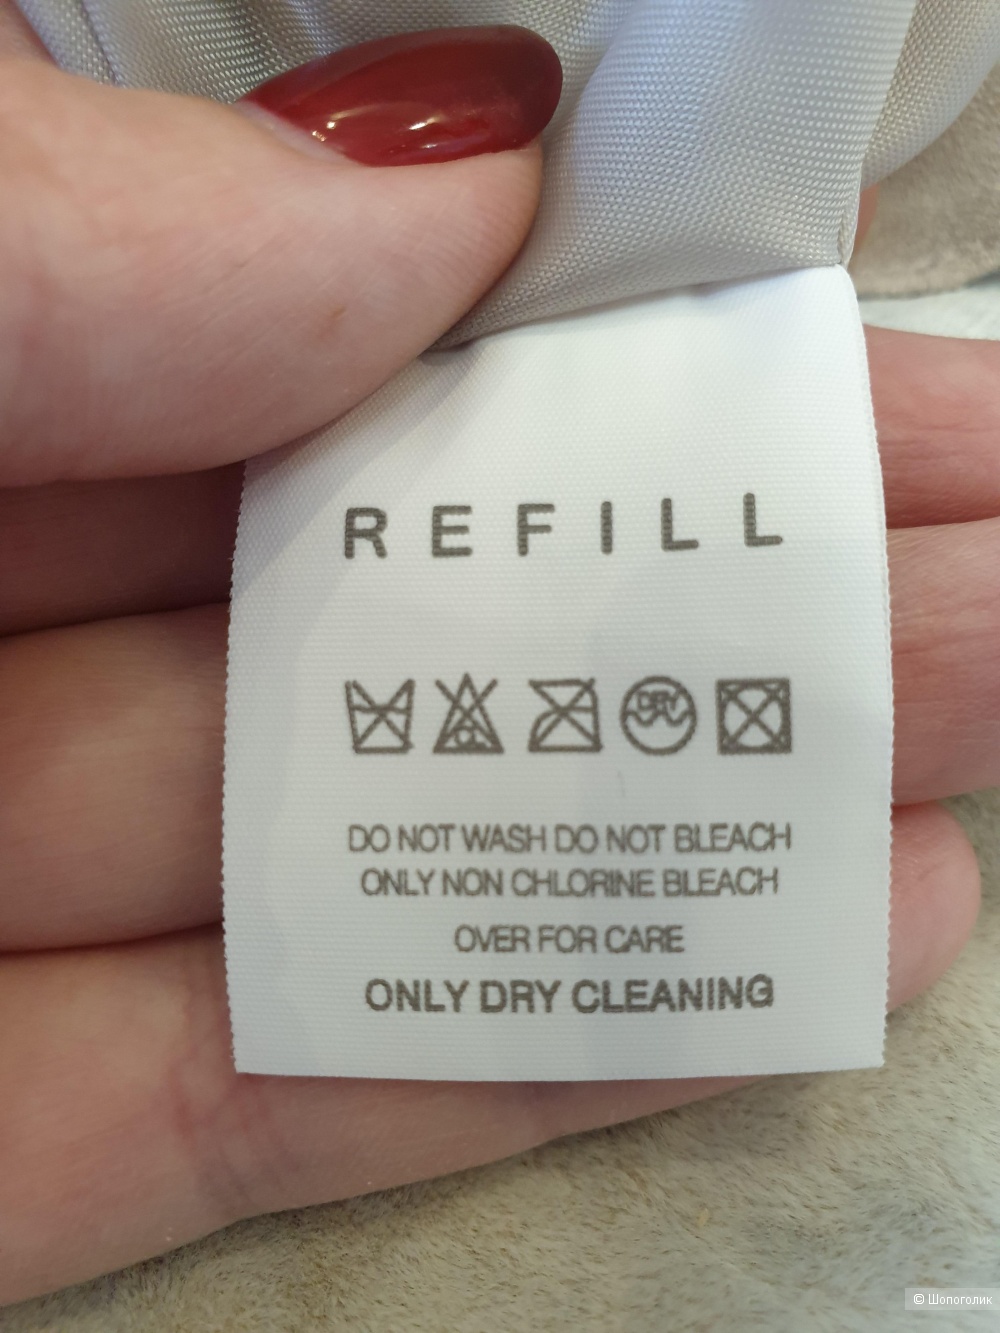 REFILL
CL DRY
DO NOT WASH DO NOT BLEACH
ONLY NON CHLORINE BLEACH
OVER FOR CARE
ONLY DRY CLEANING
© Шопоголик